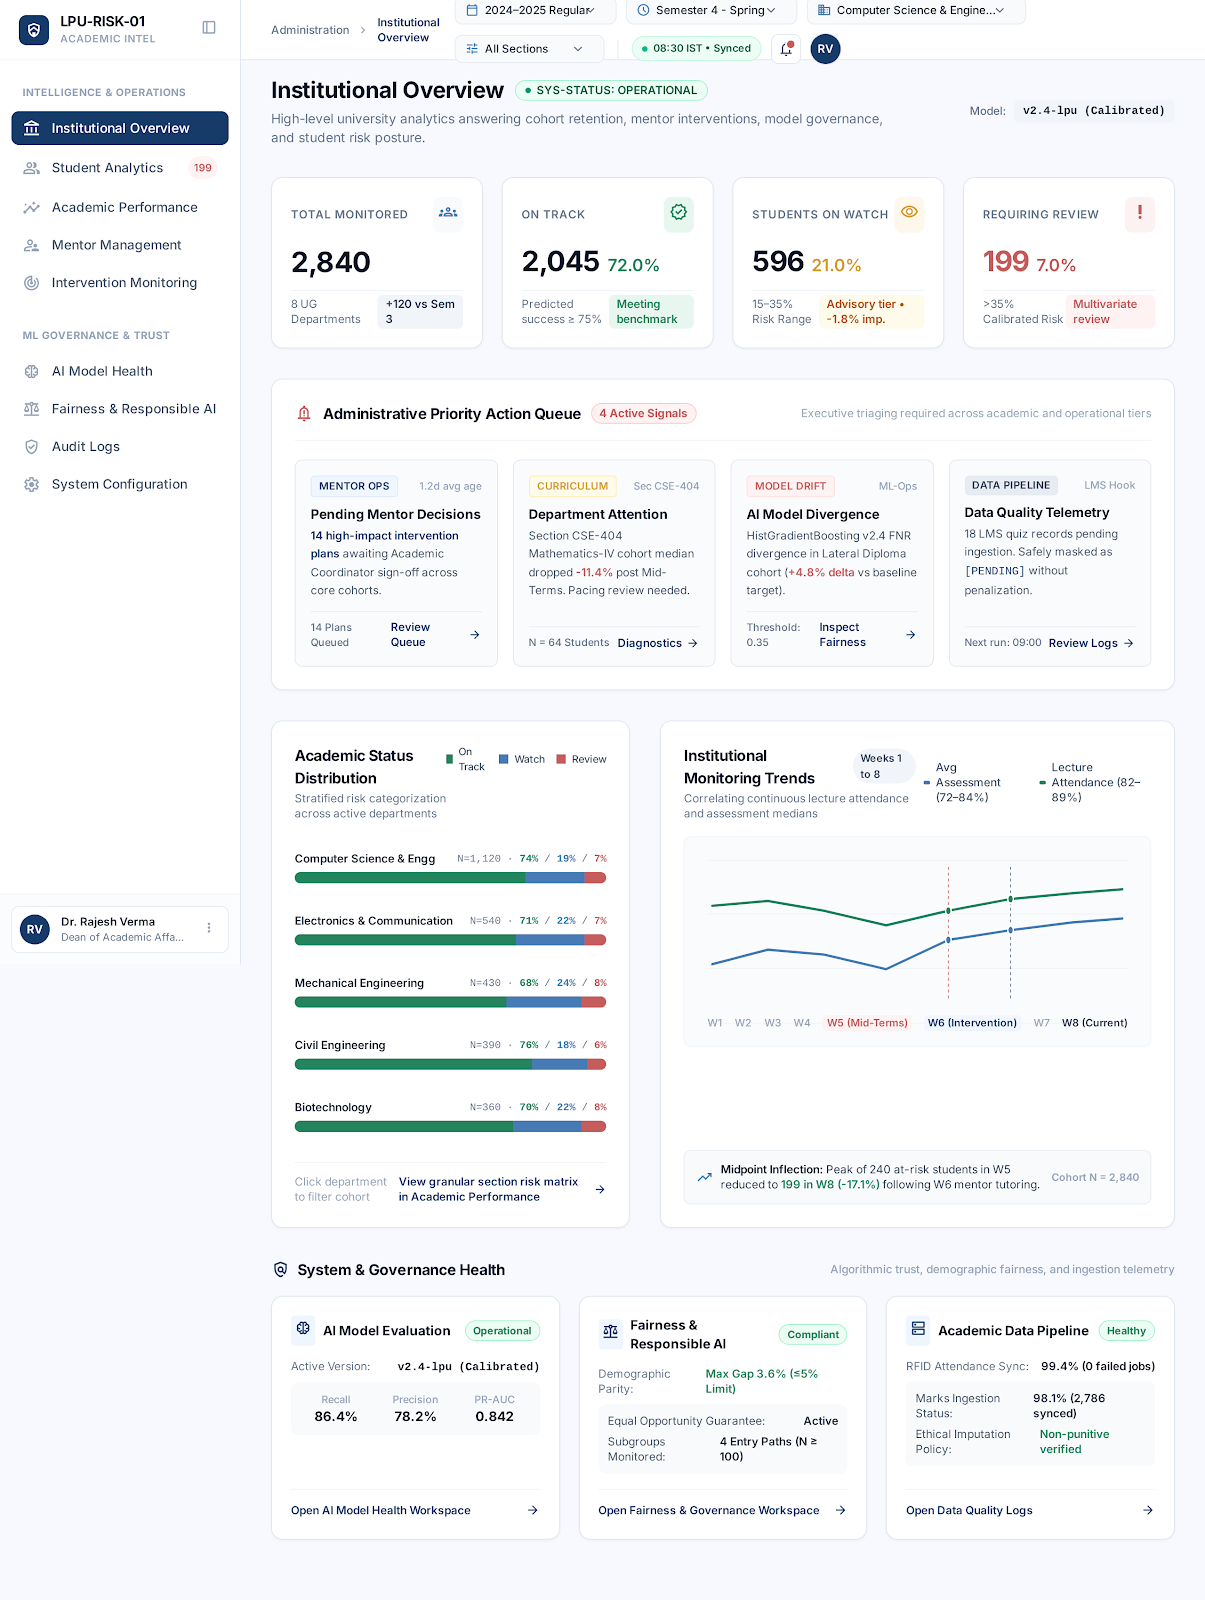 LPU-RISK-01
ACADEMIC INTEL
INTELLIGENCE & OPERATIONS
Institutional Overview
Student Analytics 199
Academic Performance
Mentor Management
Intervention Monitoring
ML GOVERNANCE & TRUST
AI Model Health
Fairness & Responsible AI
Audit Logs
System Configuration
RV
Dr. Rajesh Verma
Dean of Academic Affa...
Administration
Institutional
Overview
2024–2025 Regular
Semester 4 - Spring
Computer Science & Engine...
All Sections
08:30 IST • Synced
RV
Institutional Overview
SYS-STATUS: OPERATIONAL
High-level university analytics answering cohort retention, mentor interventions, model governance,
and student risk posture.
Model: v2.4-lpu (Calibrated)
TOTAL MONITORED
2,840
8 UG
Departments
+120 vs Sem
3
ON TRACK
2,045 72.0%
Predicted
success ≥ 75%
Meeting
benchmark
STUDENTS ON WATCH
596 21.0%
15–35%
Risk Range
Advisory tier •
-1.8% imp.
REQUIRING REVIEW
199 7.0%
>35%
Calibrated Risk
Multivariate
review
Administrative Priority Action Queue
4 Active Signals
Executive triaging required across academic and operational tiers
MENTOR OPS 1.2d avg age
Pending Mentor Decisions
14 high-impact intervention
plans awaiting Academic
Coordinator sign-off across
core cohorts.
14 Plans
Queued
Review
Queue
CURRICULUM Sec CSE-404
Department Attention
Section CSE-404
Mathematics-IV cohort median
dropped -11.4% post Mid-
Terms. Pacing review needed.
N = 64 Students Diagnostics
MODEL DRIFT ML-Ops
AI Model Divergence
HistGradientBoosting v2.4 FNR
divergence in Lateral Diploma
cohort (+4.8% delta vs baseline
target).
Threshold:
0.35
Inspect
Fairness
DATA PIPELINE LMS Hook
Data Quality Telemetry
18 LMS quiz records pending
ingestion. Safely masked as
[PENDING] without
penalization.
Next run: 09:00 Review Logs
Academic Status
Distribution
On
Track
Watch
Review
Stratified risk categorization
across active departments
Computer Science & Engg N=1,120 · 74% / 19% / 7%
Electronics & Communication N=540 · 71% / 22% / 7%
Mechanical Engineering N=430 · 68% / 24% / 8%
Civil Engineering N=390 · 76% / 18% / 6%
Biotechnology N=360 · 70% / 22% / 8%
Click department
to filter cohort
View granular section risk matrix
in Academic Performance
Institutional
Monitoring Trends
Weeks 1
to 8
Correlating continuous lecture attendance
and assessment medians
Avg
Assessment
(72–84%)
Lecture
Attendance (82–
89%)
W1 W2 W3 W4 W5 (Mid-Terms) W6 (Intervention) W7 W8 (Current)
Midpoint Inflection: Peak of 240 at-risk students in W5
reduced to 199 in W8 (-17.1%) following W6 mentor tutoring.
Cohort N = 2,840
System & Governance Health
Algorithmic trust, demographic fairness, and ingestion telemetry
AI Model Evaluation Operational
Active Version: v2.4-lpu (Calibrated)
Recall Precision PR-AUC
86.4% 78.2% 0.842
Open AI Model Health Workspace
Fairness &
Responsible AI
Compliant
Demographic
Parity:
Max Gap 3.6% (≤5%
Limit)
Equal Opportunity Guarantee: Active
Subgroups
Monitored:
4 Entry Paths (N ≥
100)
Open Fairness & Governance Workspace
Academic Data Pipeline Healthy
RFID Attendance Sync: 99.4% (0 failed jobs)
Marks Ingestion
Status:
98.1% (2,786
synced)
Ethical Imputation
Policy:
Non-punitive
verified
Open Data Quality Logs